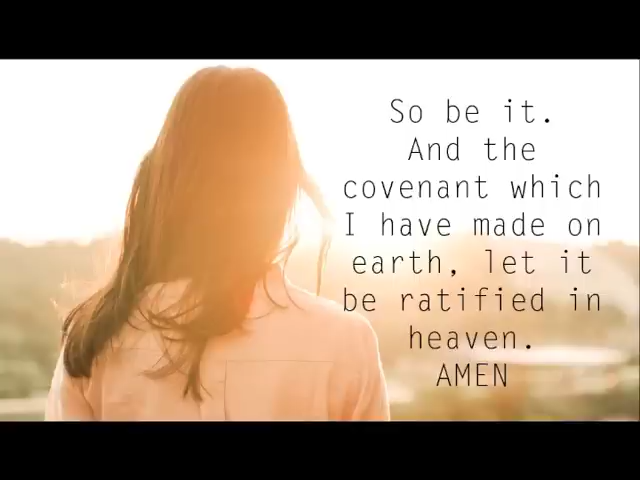 So be it.
And the
covenant which
I have made on
earth, let it
be ratified in
heaven.
AMEN